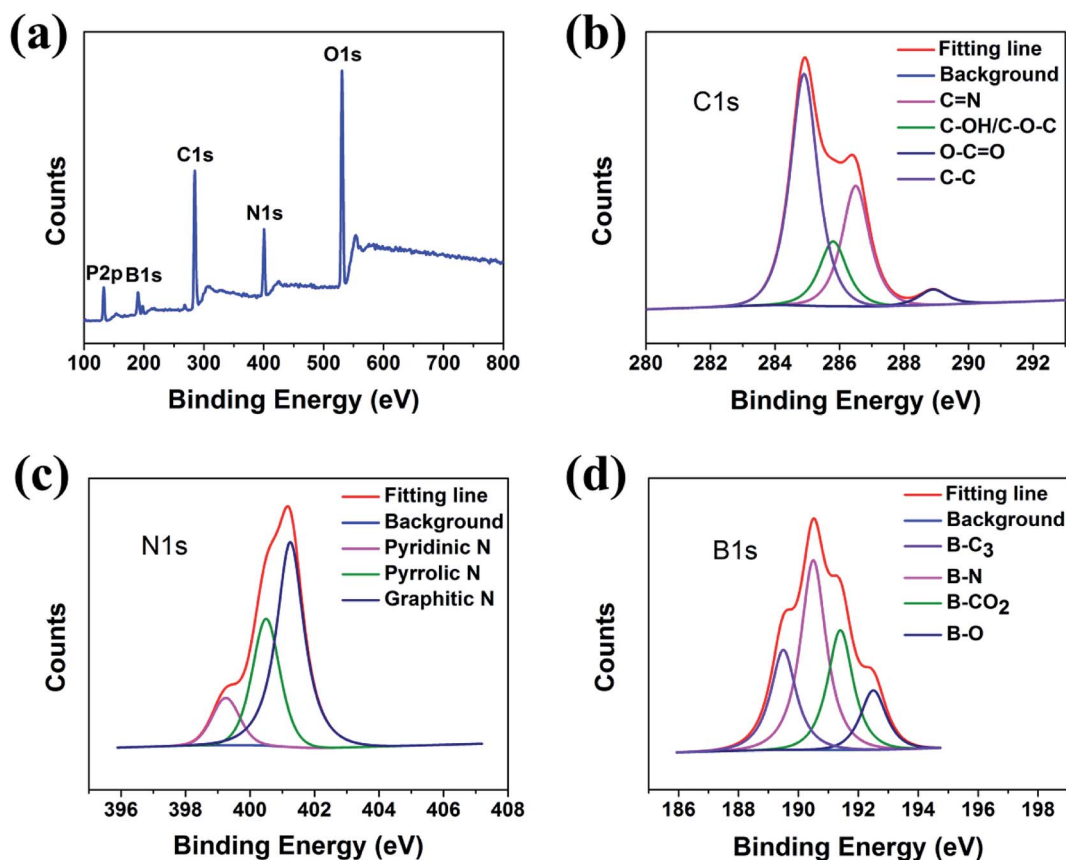 (a)
O1s
C1s
N1s
P2p
B1s
Counts
100 200 300 400 500 600 700 800
Binding Energy (eV)
(b)
C1s
Fitting line
Background
C=N
C-OH/C-O-C
O-C=O
C-C
Counts
280 282 284 286 288 290 292
Binding Energy (eV)
(c)
N1s
Fitting line
Background
Pyridinic N
Pyrrolic N
Graphitic N
Counts
396 398 400 402 404 406 408
Binding Energy (eV)
(d)
B1s
Fitting line
Background
B-C3
B-N
B-CO2
B-O
Counts
186 188 190 192 194 196 198
Binding Energy (eV)